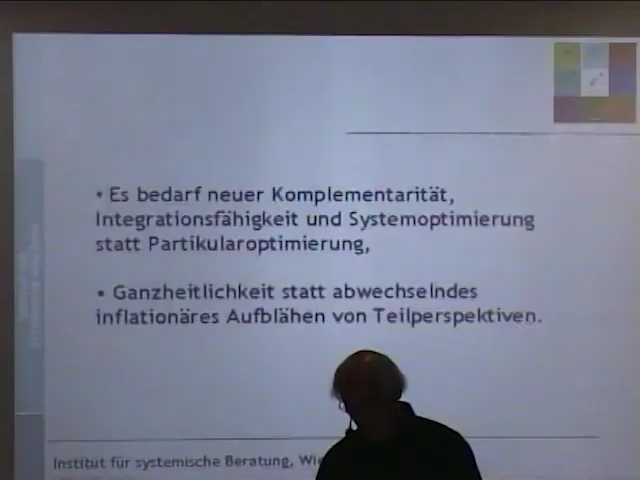 • Es bedarf neuer Komplementarität,
Integrationsfähigkeit und Systemoptimierung
statt Partikularoptimierung,
• Ganzheitlichkeit statt abwechselndes
inflationäres Aufblähen von Teilperspektiven.
Institut für systemische Beratung, Wie